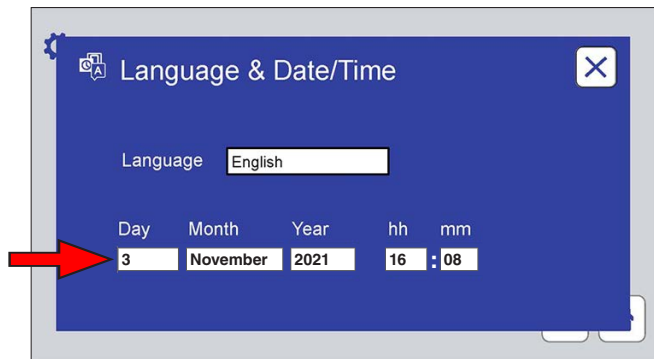 Language & Date/Time
Language English
Day Month Year hh mm
3 November 2021 16 : 08